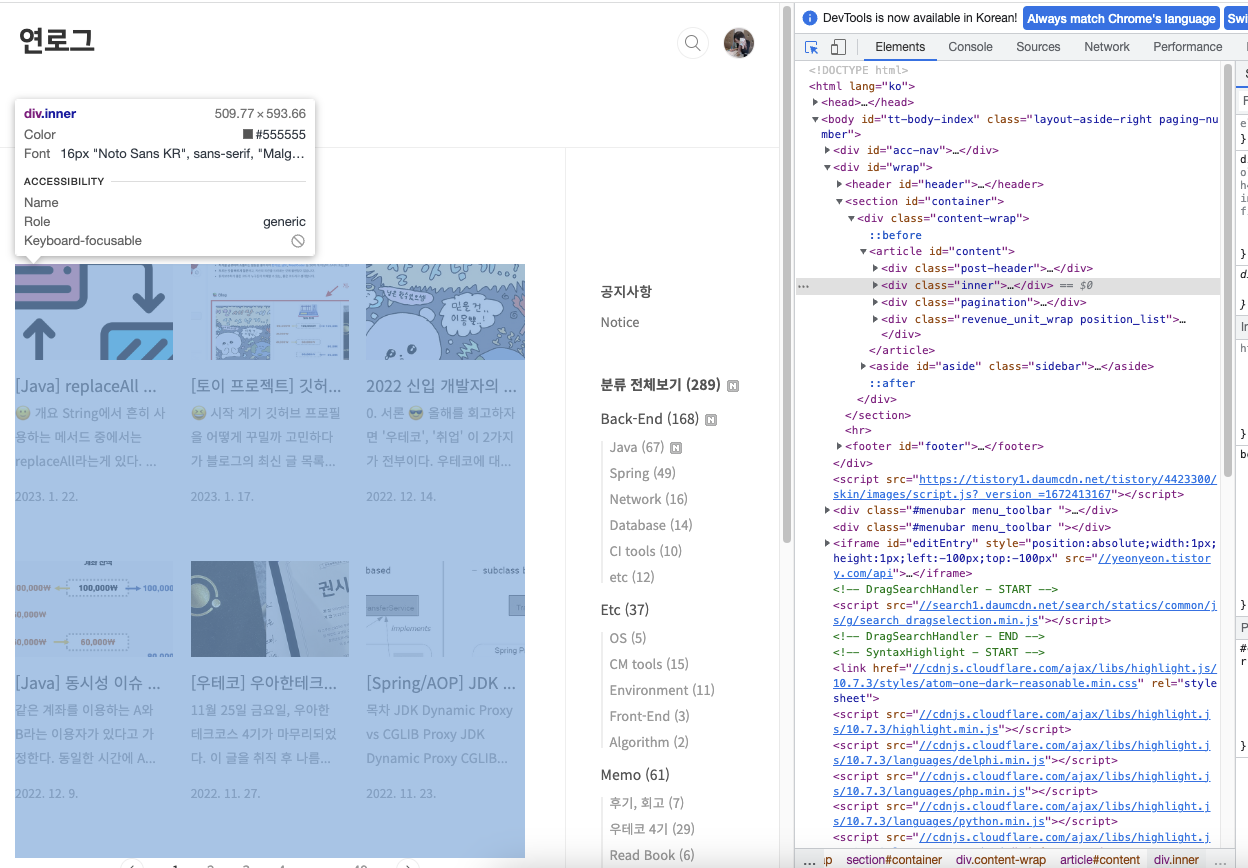 연로그
div.inner 509.77 × 593.66
Color #555555
Font 16px "Noto Sans KR", sans-serif, "Malg…
ACCESSIBILITY
Name
Role generic
Keyboard-focusable
[Java] replaceAll ...
😀 개요 String에서 흔히 사
용하는 메서드 중에서는
replaceAll라는게 있다. ...
2023. 1. 22.
[토이 프로젝트] 깃허...
😀 시작 계기 깃허브 프로필
을 어떻게 꾸밀까 고민하다
가 블로그의 최신 글 목록...
2023. 1. 17.
2022 신입 개발자의 ...
0. 서론 😎 올해를 회고하자
면 '우테코', '취업' 이 2가지
가 전부이다. 우테코에 대...
2022. 12. 14.
00,000₩
100,000₩
100,000
60,000₩
권시
based
subclass b
implements
Spring P
[Java] 동시성 이슈 ...
같은 계좌를 이용하는 A와
B라는 이용자가 있다고 가
정한다. 동일한 시간에 A...
2022. 12. 9.
[우테코] 우아한테크...
11월 25일 금요일, 우아한
테크코스 4기가 마무리되었
다. 이 글을 취직 후 나름...
2022. 11. 27.
[Spring/AOP] JDK ...
목차 JDK Dynamic Proxy
vs CGLIB Proxy JDK
Dynamic Proxy CGLIB...
2022. 11. 23.
공지사항
Notice
분류 전체보기 (289) N
Back-End (168) N
Java (67) N
Spring (49)
Network (16)
Database (14)
CI tools (10)
etc (12)
Etc (37)
OS (5)
CM tools (15)
Environment (11)
Front-End (3)
Algorithm (2)
Memo (61)
후기, 회고 (7)
우테코 4기 (29)
Read Book (6)
DevTools is now available in Korean! Always match Chrome's language Swi
Elements Console Sources Network Performance
<!DOCTYPE html>
<html lang="ko">
<head>…</head>
<body id="tt-body-index" class="layout-aside-right paging-nu
mber">
<div id="acc-nav">…</div>
<div id="wrap">
<header id="header">…</header>
<section id="container">
<div class="content-wrap">
::before
<article id="content">
<div class="post-header">…</div>
<div class="inner">…</div> == $0
<div class="pagination">…</div>
<div class="revenue_unit_wrap position_list">…
</div>
</article>
<aside id="aside" class="sidebar">…</aside>
::after
</div>
</section>
<hr>
<footer id="footer">…</footer>
</div>
<script src="https://tistory1.daumcdn.net/tistory/4423300/
skin/images/script.js?_version_=1672413167"></script>
<div class="#menubar menu_toolbar ">…</div>
<div class="#menubar menu_toolbar "></div>
<iframe id="editEntry" style="position:absolute;width:1px;
height:1px;left:-100px;top:-100px" src="//yeonyeon.tistor
y.com/api">…</iframe>
<!-- DragSearchHandler - START -->
<script src="//search1.daumcdn.net/search/statics/common/j
s/g/search_dragselection.min.js"></script>
<!-- DragSearchHandler - END -->
<!-- SyntaxHighlight - START -->
<link href="//cdnjs.cloudflare.com/ajax/libs/highlight.js/
10.7.3/styles/atom-one-dark-reasonable.min.css" rel="style
sheet">
<script src="//cdnjs.cloudflare.com/ajax/libs/highlight.j
s/10.7.3/highlight.min.js"></script>
<script src="//cdnjs.cloudflare.com/ajax/libs/highlight.j
s/10.7.3/languages/delphi.min.js"></script>
<script src="//cdnjs.cloudflare.com/ajax/libs/highlight.j
s/10.7.3/languages/php.min.js"></script>
<script src="//cdnjs.cloudflare.com/ajax/libs/highlight.j
s/10.7.3/languages/python.min.js"></script>
<script src="//cdnjs.cloudflare.com/ajax/libs/highlight.j
... ap section#container div.content-wrap article#content div.inner ...